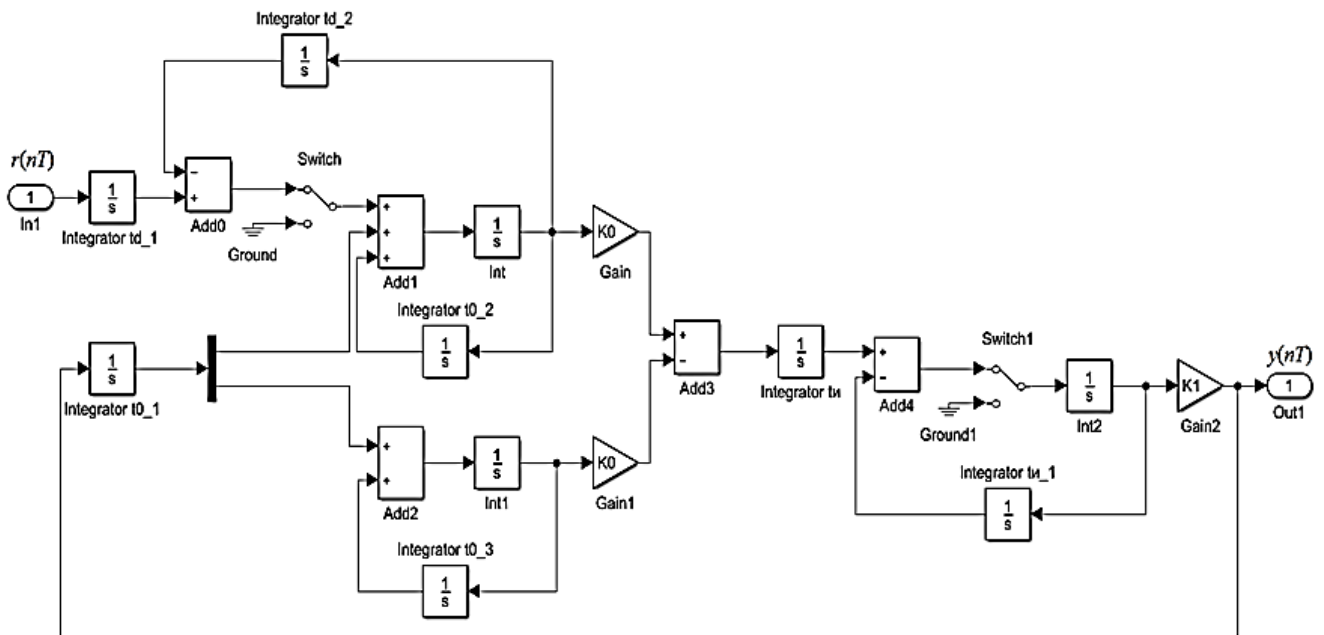 Integrator td_2
1
s
r(nT)
1
In1
1
s
Integrator td_1
-
+
Add0
Switch
Ground
+
+
+
Add1
1
s
Int
K0
Gain
Integrator t0_2
1
s
1
s
Integrator t0_1
+
+
Add2
1
s
Int1
K0
Gain1
Integrator t0_3
1
s
+
-
Add3
1
s
Integrator tи
+
-
Add4
Switch1
Ground1
1
s
Int2
K1
Gain2
y(nT)
1
Out1
Integrator tи_1
1
s